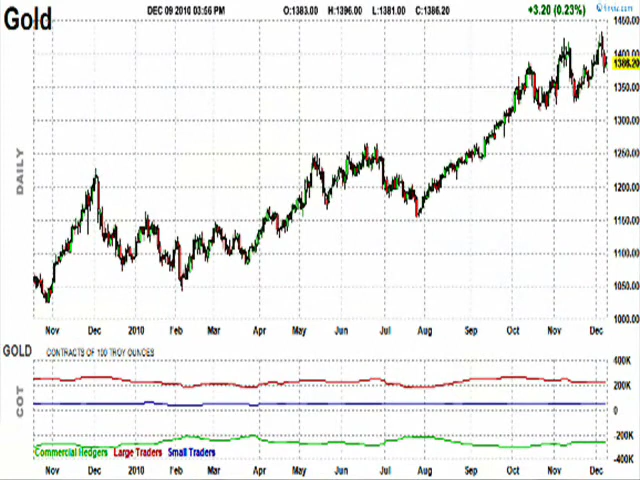 Gold
DEC 09 2010 03:56 PM O:1383.00 H:1396.00 L:1381.00 C:1386.20 +3.20 (0.23%) © finviz.com
1450.00
1400.00
1386.20
1350.00
1300.00
1250.00
1200.00
1150.00
1100.00
1050.00
1000.00
DAILY
Nov Dec 2010 Feb Mar Apr May Jun Jul Aug Sep Oct Nov Dec
GOLD CONTRACTS OF 100 TROY OUNCES
400K
200K
0
-200K
-400K
COT
Commercial Hedgers Large Traders Small Traders
Nov Dec 2010 Feb Mar Apr May Jun Jul Aug Sep Oct Nov Dec